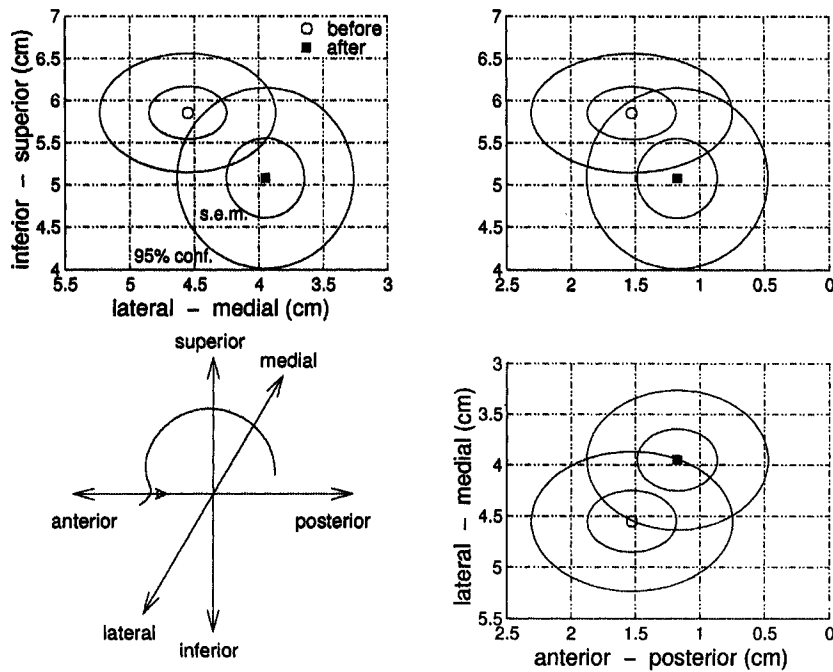 7
6.5
6
5.5
5
4.5
4
inferior – superior (cm)
before
after
s.e.m.
95% conf.
5.5 5 4.5 4 3.5 3
lateral – medial (cm)
7
6.5
6
5.5
5
4.5
4
2.5 2 1.5 1 0.5 0
superior
medial
anterior
posterior
lateral
inferior
3
3.5
4
4.5
5
5.5
lateral – medial (cm)
2.5 2 1.5 1 0.5 0
anterior – posterior (cm)